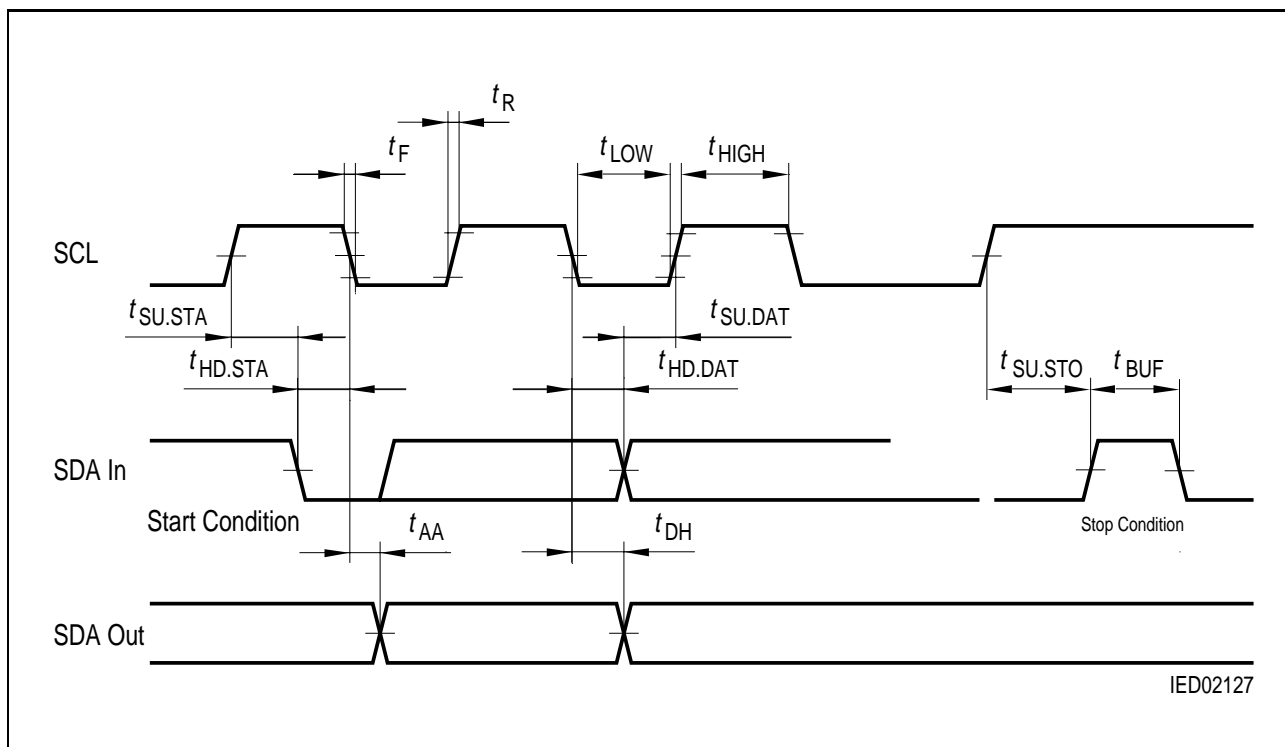 tR
tF
tLOW
tHIGH
SCL
tSU.STA
tSU.DAT
tHD.STA
tHD.DAT
tSU.STO
tBUF
SDA In
Start Condition
Stop Condition
tAA
tDH
SDA Out
IED02127